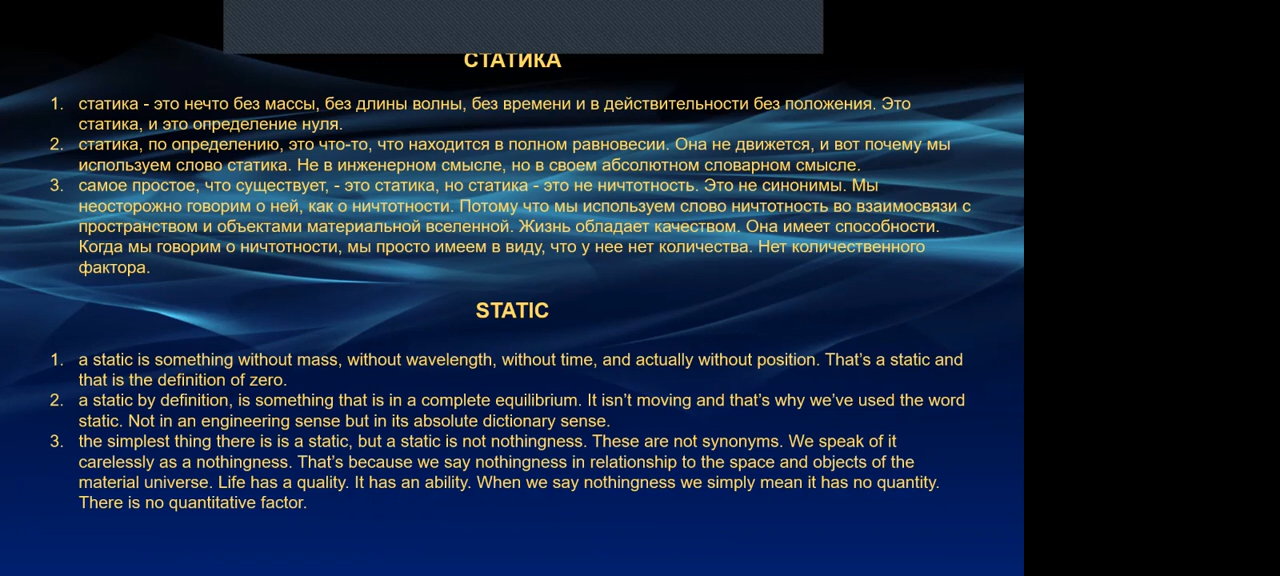 СТАТИКА
1. статика - это нечто без массы, без длины волны, без времени и в действительности без положения. Это
статика, и это определение нуля.
2. статика, по определению, это что-то, что находится в полном равновесии. Она не движется, и вот почему мы
используем слово статика. Не в инженерном смысле, но в своем абсолютном словарном смысле.
3. самое простое, что существует, - это статика, но статика - это не ничтотность. Это не синонимы. Мы
неосторожно говорим о ней, как о ничтотности. Потому что мы используем слово ничтотность во взаимосвязи с
пространством и объектами материальной вселенной. Жизнь обладает качеством. Она имеет способности.
Когда мы говорим о ничтотности, мы просто имеем в виду, что у нее нет количества. Нет количественного
фактора.
STATIC
1. a static is something without mass, without wavelength, without time, and actually without position. That’s a static and
that is the definition of zero.
2. a static by definition, is something that is in a complete equilibrium. It isn’t moving and that’s why we’ve used the word
static. Not in an engineering sense but in its absolute dictionary sense.
3. the simplest thing there is is a static, but a static is not nothingness. These are not synonyms. We speak of it
carelessly as a nothingness. That’s because we say nothingness in relationship to the space and objects of the
material universe. Life has a quality. It has an ability. When we say nothingness we simply mean it has no quantity.
There is no quantitative factor.